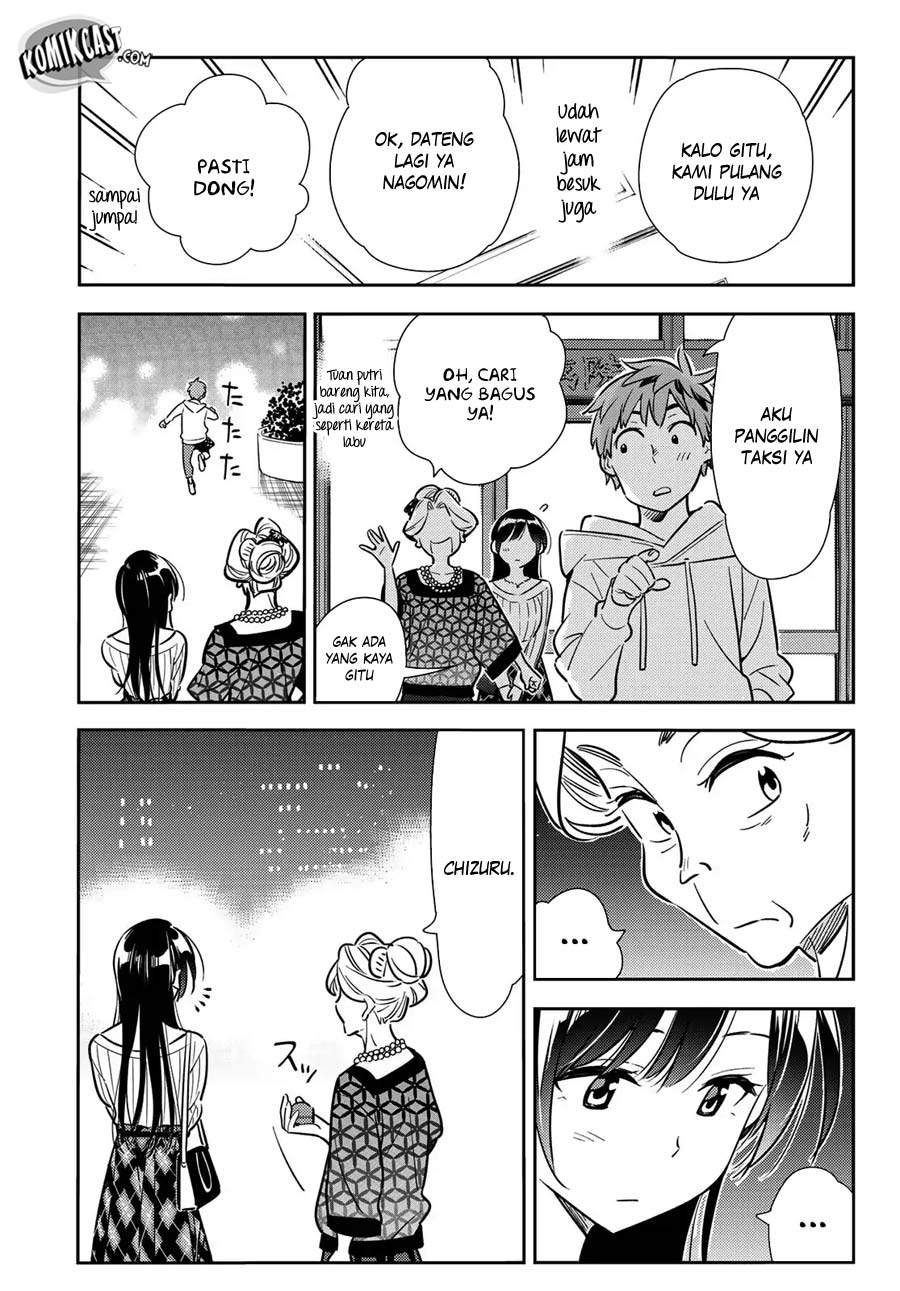 KOMIKCAST.COM
KALO GITU,
KAMI PULANG
DULU YA
Udah
lewat
jam
besuk
juga
OK, DATENG
LAGI YA
NAGOMIN!
PASTI
DONG!
sampai
jumpa!
AKU
PANGGILIN
TAKSI YA
OH, CARI
YANG BAGUS
YA!
Tuan putri
bareng kita,
jadi cari yang
seperti kereta
labu
GAK ADA
YANG KAYA
GITU
たたた
...
CHIZURU.
スッ
...